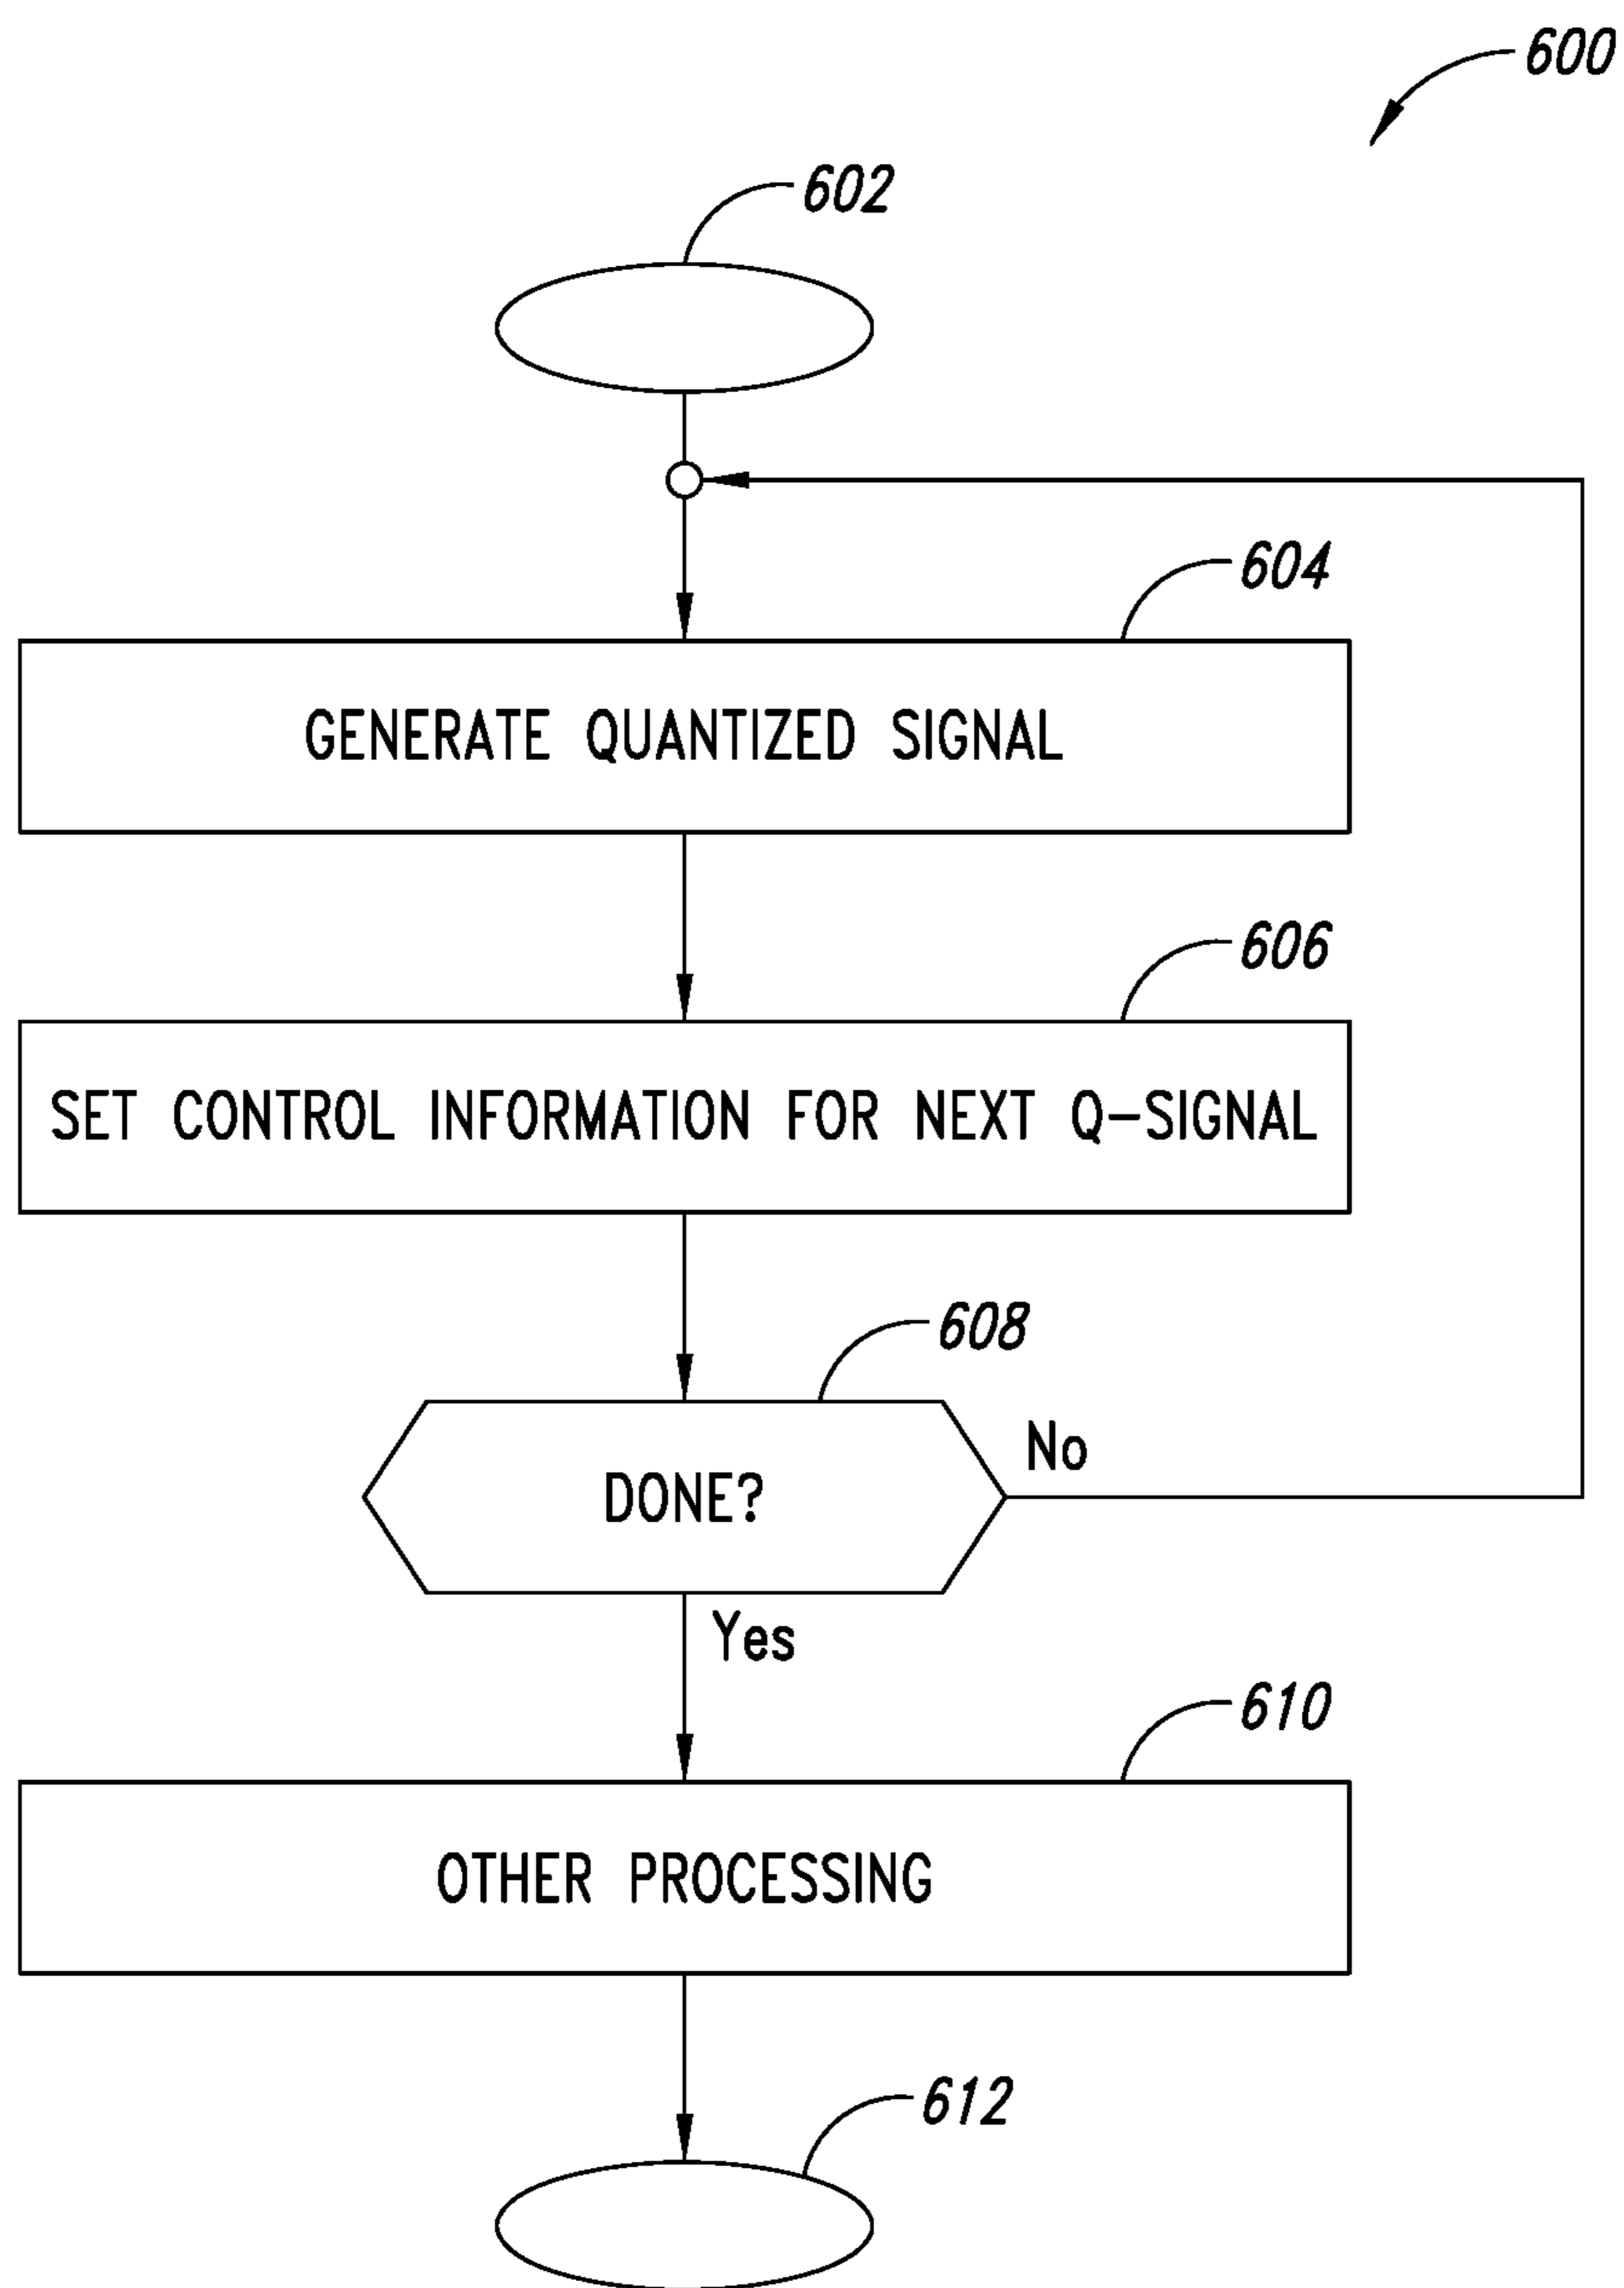 600
602
604
GENERATE QUANTIZED SIGNAL
606
SET CONTROL INFORMATION FOR NEXT Q-SIGNAL
608
No
DONE?
Yes
610
OTHER PROCESSING
612